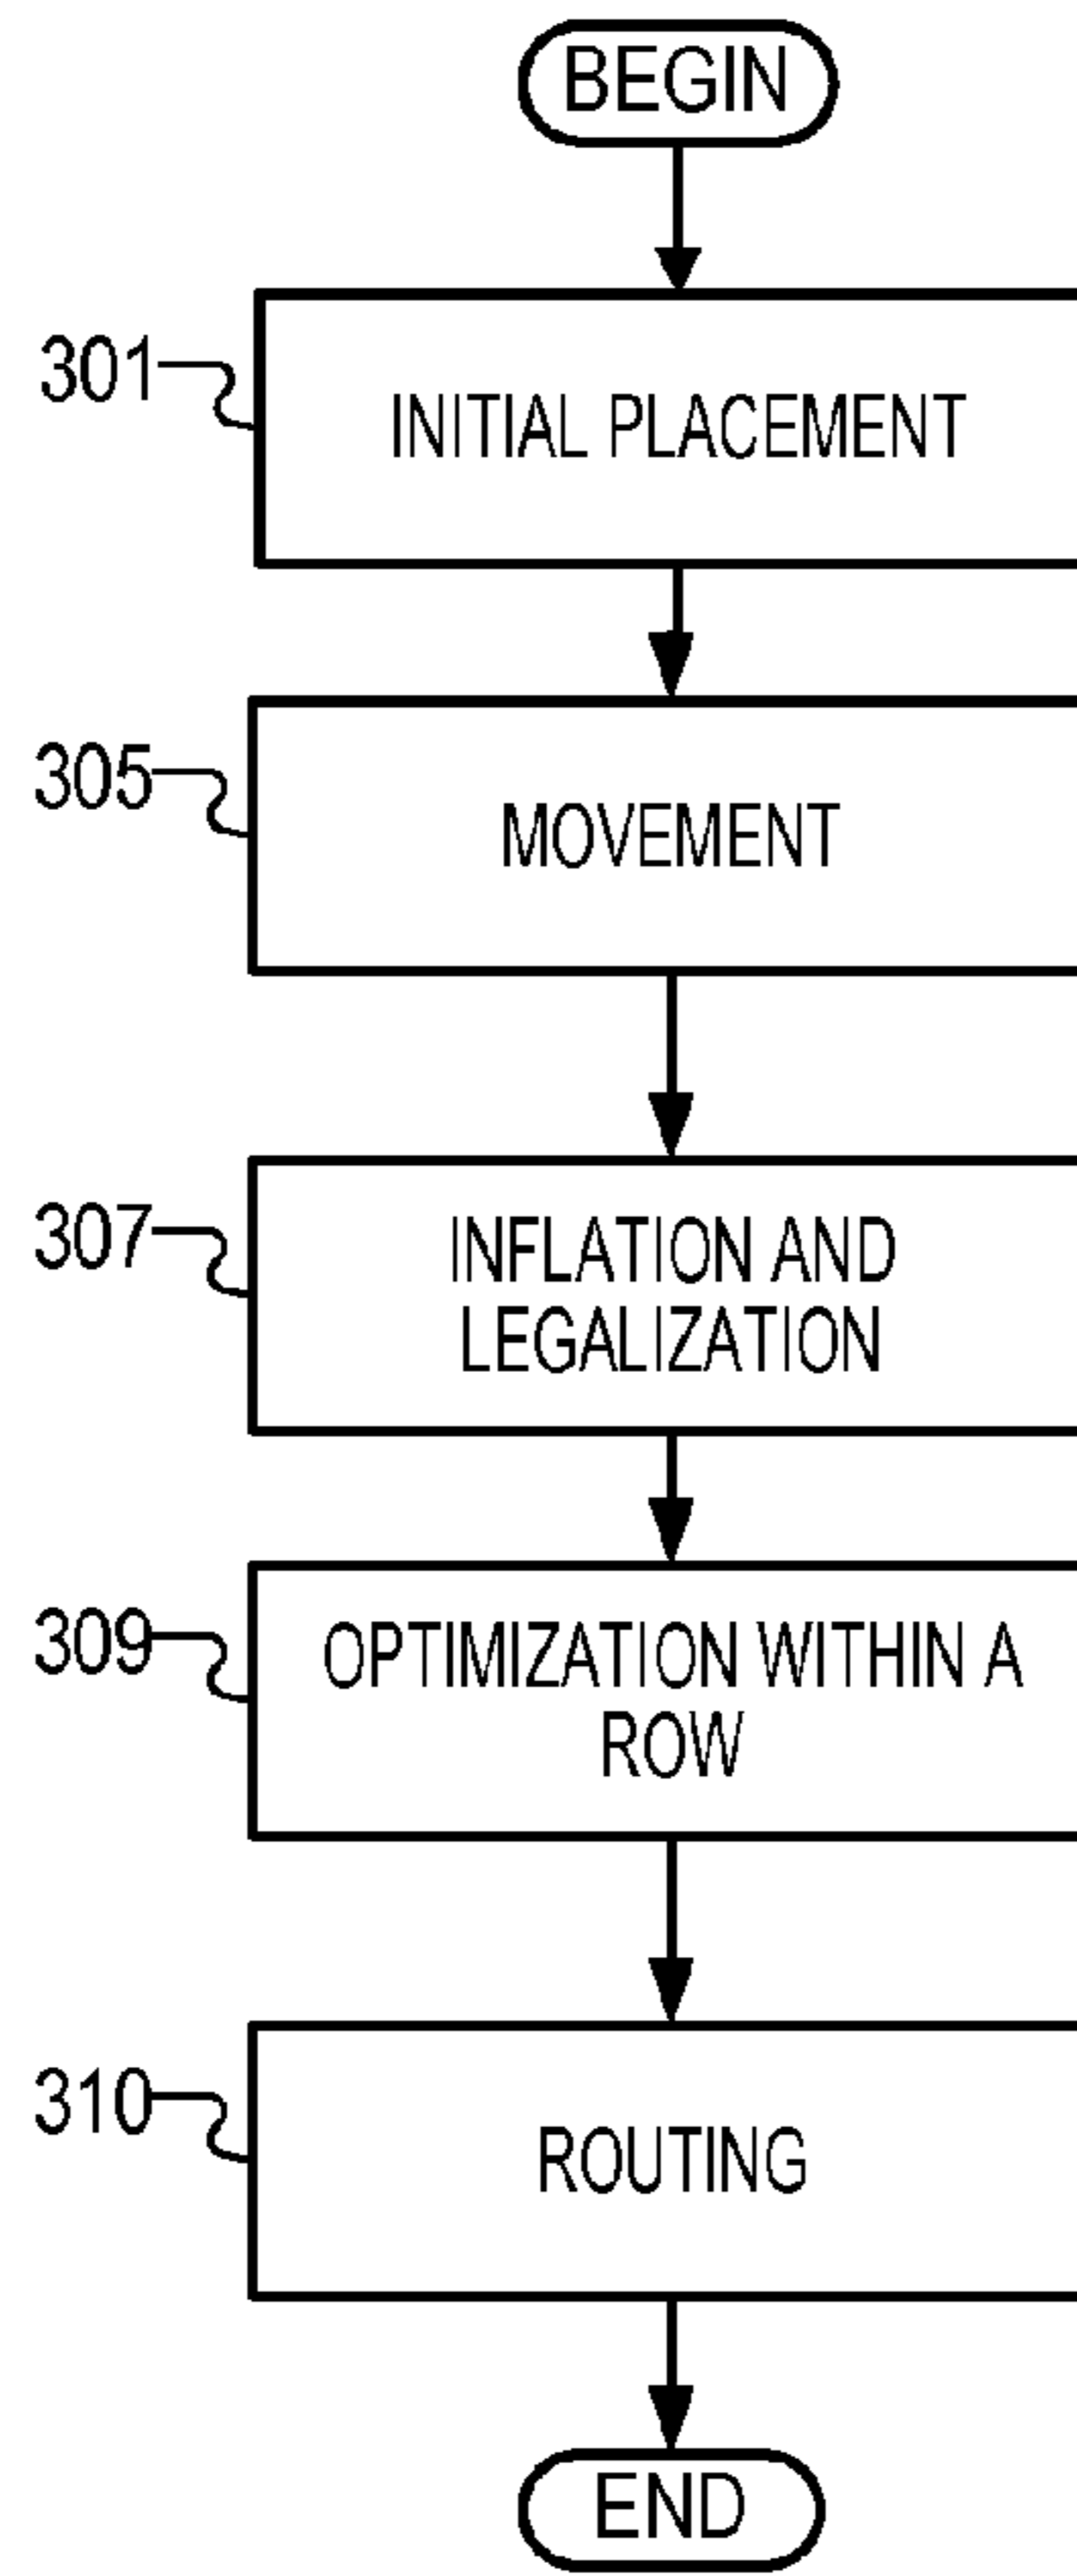 BEGIN
301
INITIAL PLACEMENT
305
MOVEMENT
307
INFLATION AND
LEGALIZATION
309
OPTIMIZATION WITHIN A
ROW
310
ROUTING
END